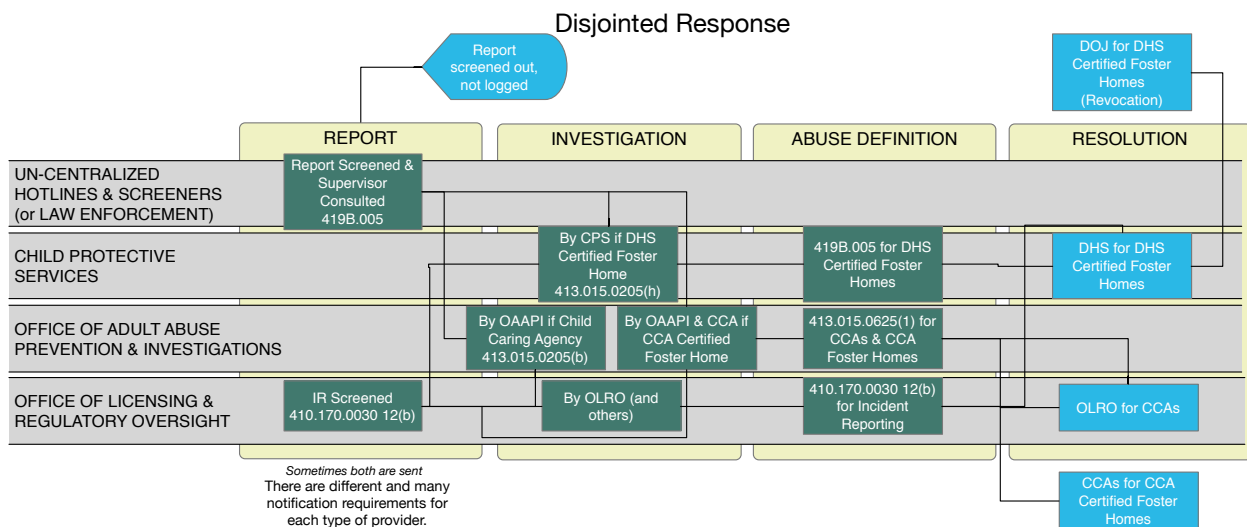 Disjointed Response
Report
screened out,
not logged
DOJ for DHS
Certified Foster
Homes
(Revocation)
REPORT
INVESTIGATION
ABUSE DEFINITION
RESOLUTION
UN-CENTRALIZED
HOTLINES & SCREENERS
(or LAW ENFORCEMENT)
Report Screened &
Supervisor
Consulted
419B.005
CHILD PROTECTIVE
SERVICES
By CPS if DHS
Certified Foster
Home
413.015.0205(h)
419B.005 for DHS
Certified Foster
Homes
DHS for DHS
Certified Foster
Homes
OFFICE OF ADULT ABUSE
PREVENTION & INVESTIGATIONS
By OAAPI if Child
Caring Agency
413.015.0205(b)
By OAAPI & CCA if
CCA Certified
Foster Home
413.015.0625(1) for
CCAs & CCA
Foster Homes
OFFICE OF LICENSING &
REGULATORY OVERSIGHT
IR Screened
410.170.0030 12(b)
By OLRO (and
others)
410.170.0030 12(b)
for Incident
Reporting
OLRO for CCAs
Sometimes both are sent
There are different and many
notification requirements for
each type of provider.
CCAs for CCA
Certified Foster
Homes